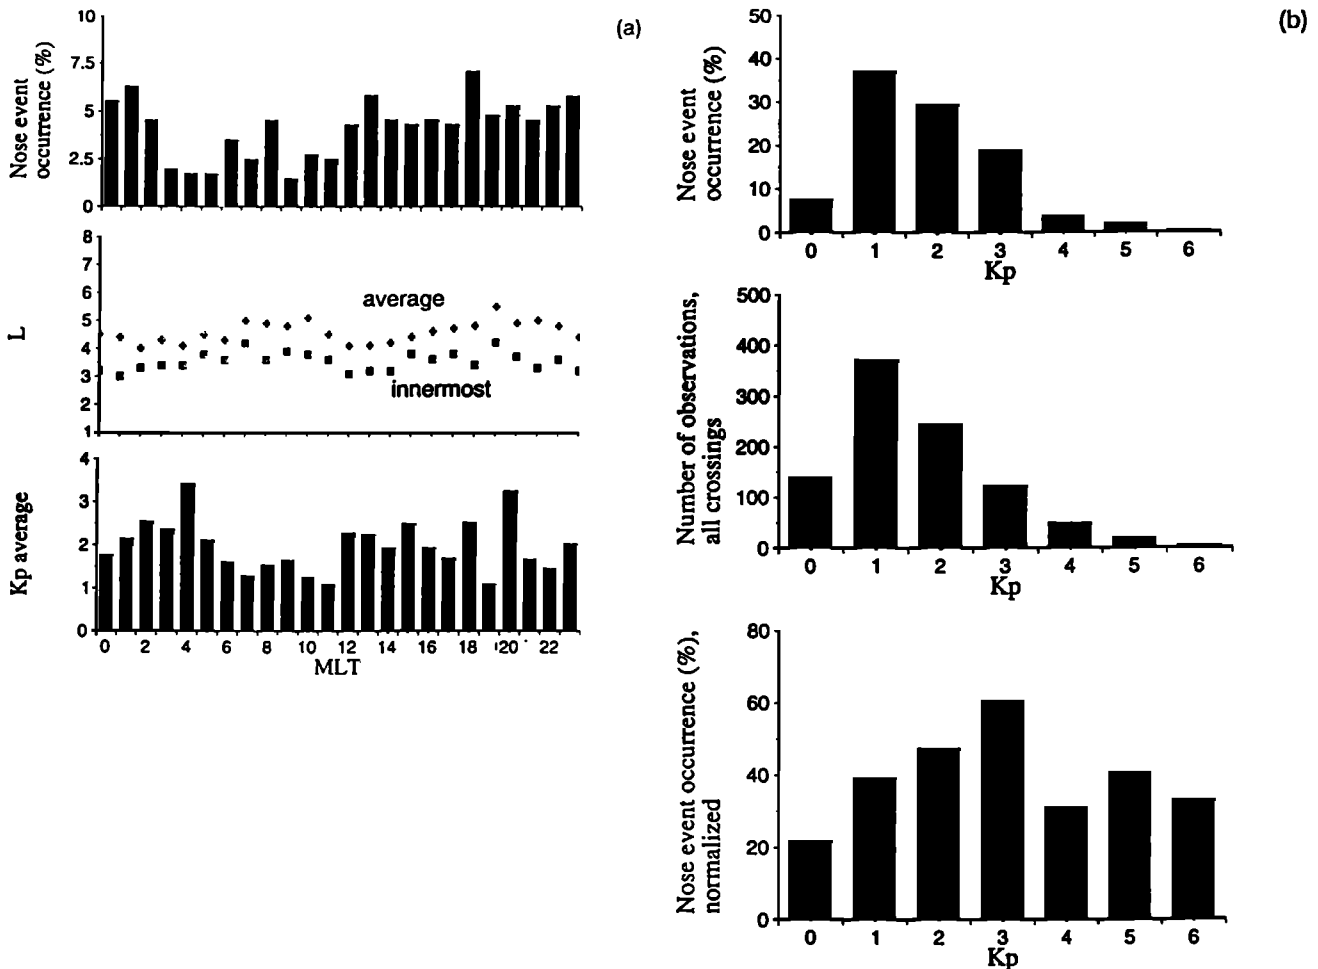 (a)
Nose event
occurrence (%)
10
7.5
5
2.5
0
L
8
7
6
5
4
3
2
1
average
innermost
Kp average
4
3
2
1
0
0 2 4 6 8 10 12 14 16 18 20 22
MLT
(b)
Nose event
occurrence (%)
50
40
30
20
10
0
0 1 2 3 4 5 6
Kp
Number of observations,
all crossings
500
400
300
200
100
0
0 1 2 3 4 5 6
Kp
Nose event occurrence (%),
normalized
80
60
40
20
0
0 1 2 3 4 5 6
Kp